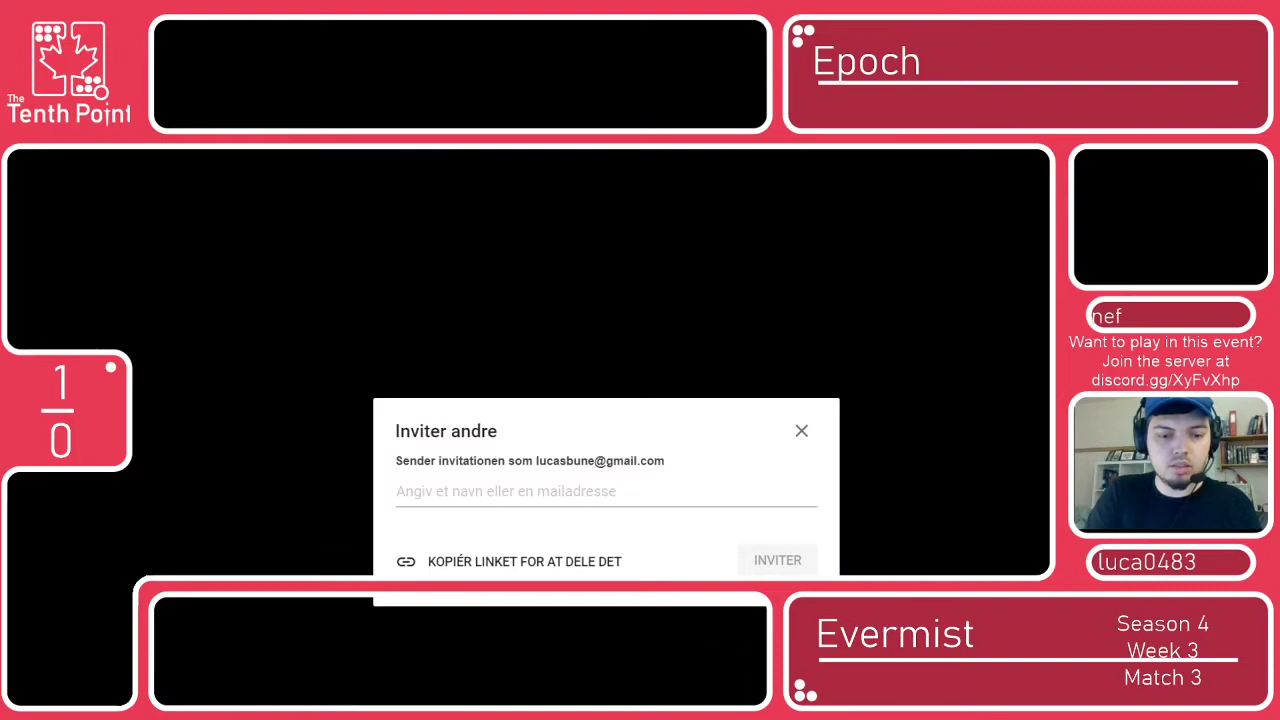 The
Tenth Point
Epoch
1
0
nef
Want to play in this event?
Join the server at
discord.gg/XyFvXhp
Inviter andre
Sender invitationen som lucasbune@gmail.com
Angiv et navn eller en mailadresse
KOPIÉR LINKET FOR AT DELE DET
INVITER
luca0483
Evermist
Season 4
Week 3
Match 3